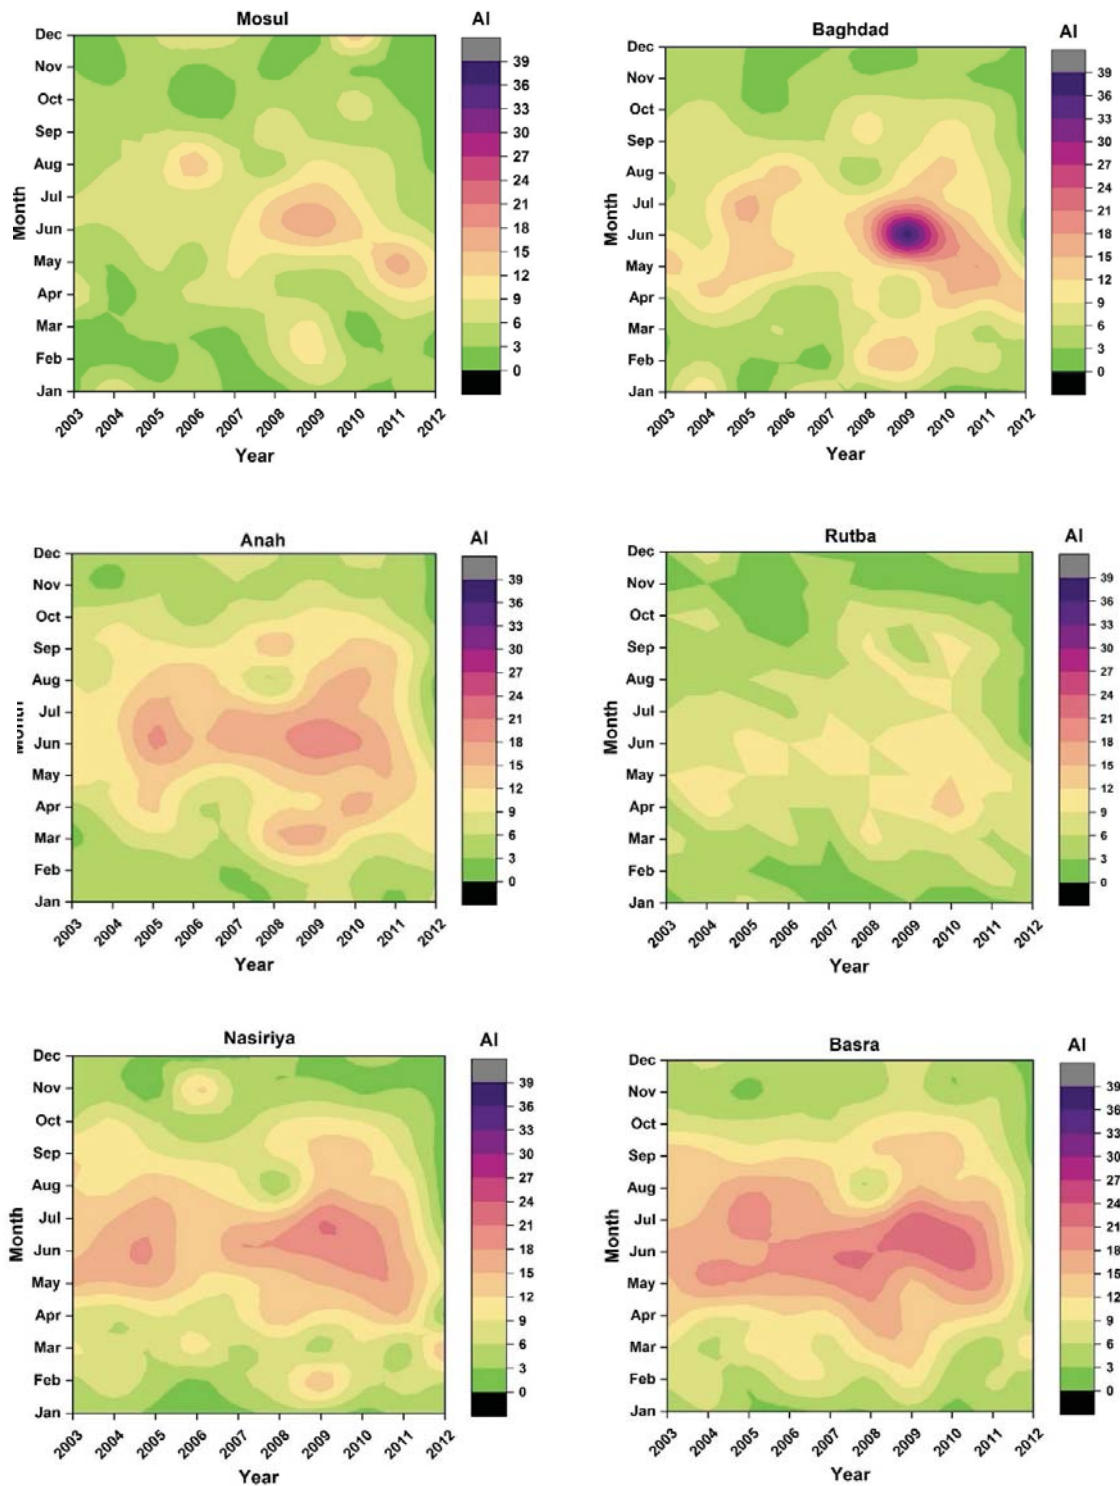 Mosul
AI
Dec
Nov
Oct
Sep
Aug
Jul
Jun
May
Apr
Mar
Feb
Jan
Month
2003
2004
2005
2006
2007
2008
2009
2010
2011
2012
Year
39
36
33
30
27
24
21
18
15
12
9
6
3
0
Baghdad
AI
Dec
Nov
Oct
Sep
Aug
Jul
Jun
May
Apr
Mar
Feb
Jan
Month
2003
2004
2005
2006
2007
2008
2009
2010
2011
2012
Year
39
36
33
30
27
24
21
18
15
12
9
6
3
0
Anah
AI
Dec
Nov
Oct
Sep
Aug
Jul
Jun
May
Apr
Mar
Feb
Jan
Month
2003
2004
2005
2006
2007
2008
2009
2010
2011
2012
Year
39
36
33
30
27
24
21
18
15
12
9
6
3
0
Rutba
AI
Dec
Nov
Oct
Sep
Aug
Jul
Jun
May
Apr
Mar
Feb
Jan
Month
2003
2004
2005
2006
2007
2008
2009
2010
2011
2012
Year
39
36
33
30
27
24
21
18
15
12
9
6
3
0
Nasiriya
AI
Dec
Nov
Oct
Sep
Aug
Jul
Jun
May
Apr
Mar
Feb
Jan
Month
2003
2004
2005
2006
2007
2008
2009
2010
2011
2012
Year
39
36
33
30
27
24
21
18
15
12
9
6
3
0
Basra
AI
Dec
Nov
Oct
Sep
Aug
Jul
Jun
May
Apr
Mar
Feb
Jan
Month
2003
2004
2005
2006
2007
2008
2009
2010
2011
2012
Year
39
36
33
30
27
24
21
18
15
12
9
6
3
0